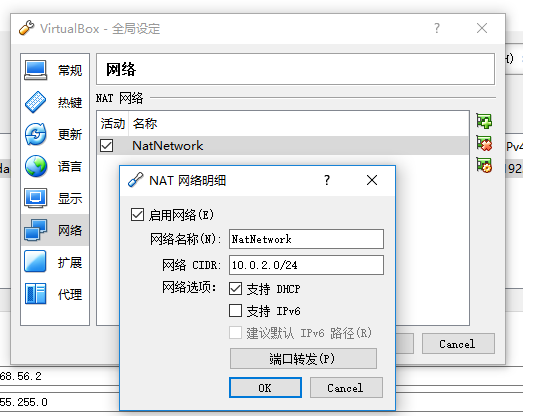 VirtualBox - 全局设定
常规
热键
更新
语言
显示
网络
扩展
代理
网络
NAT 网络
活动 名称
NatNetwork
NAT 网络明细
启用网络(E)
网络名称(N): NatNetwork
网络 CIDR: 10.0.2.0/24
网络选项: 支持 DHCP
支持 IPv6
建议默认 IPv6 路径(R)
端口转发(P)
OK Cancel
Cancel
68.56.2
55.255.0